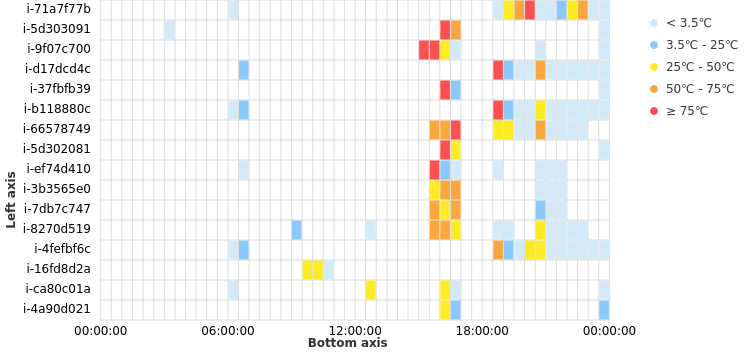 i-71a7f77b
i-5d303091
i-9f07c700
i-d17dcd4c
i-37fbfb39
i-b118880c
i-66578749
i-5d302081
i-ef74d410
i-3b3565e0
i-7db7c747
i-8270d519
i-4fefbf6c
i-16fd8d2a
i-ca80c01a
i-4a90d021
Left axis
00:00:00 06:00:00 12:00:00 18:00:00 00:00:00
Bottom axis
< 3.5℃
3.5℃ - 25℃
25℃ - 50℃
50℃ - 75℃
≥ 75℃